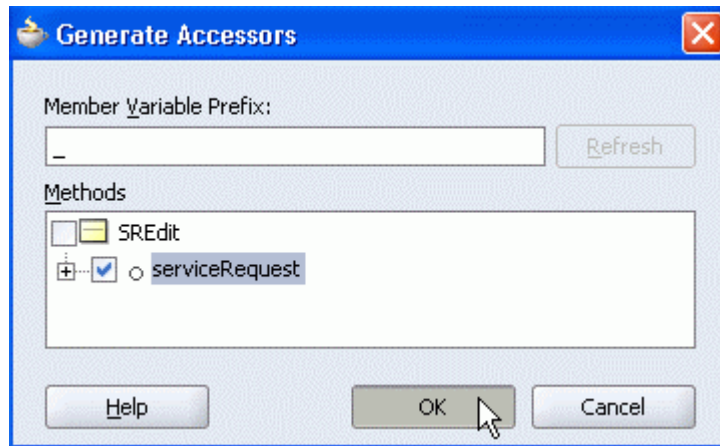 Generate Accessors
Member Variable Prefix:
_
Refresh
Methods
SREdit
serviceRequest
Help
OK
Cancel